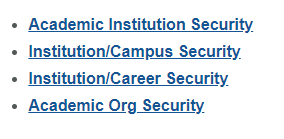 Academic Institution Security
Institution/Campus Security
Institution/Career Security
Academic Org Security